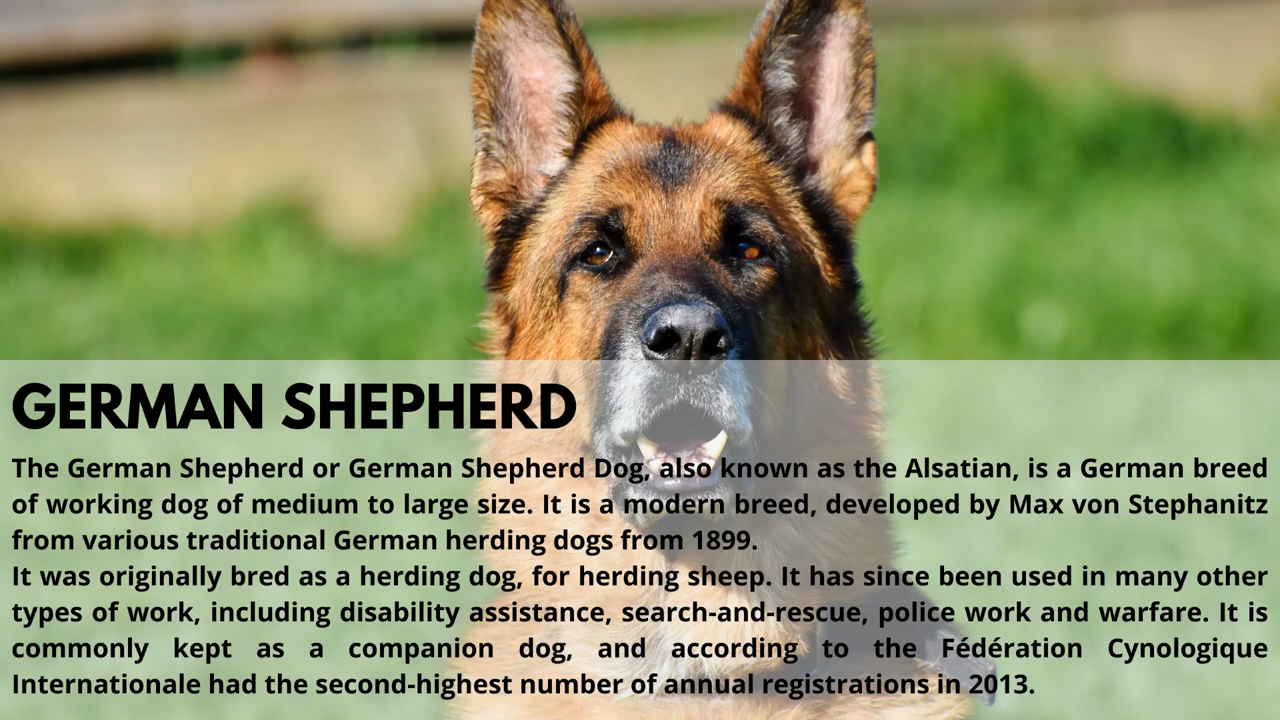 GERMAN SHEPHERD
The German Shepherd or German Shepherd Dog, also known as the Alsatian, is a German breed
of working dog of medium to large size. It is a modern breed, developed by Max von Stephanitz
from various traditional German herding dogs from 1899.
It was originally bred as a herding dog, for herding sheep. It has since been used in many other
types of work, including disability assistance, search-and-rescue, police work and warfare. It is
commonly kept as a companion dog, and according to the Fédération Cynologique
Internationale had the second-highest number of annual registrations in 2013.